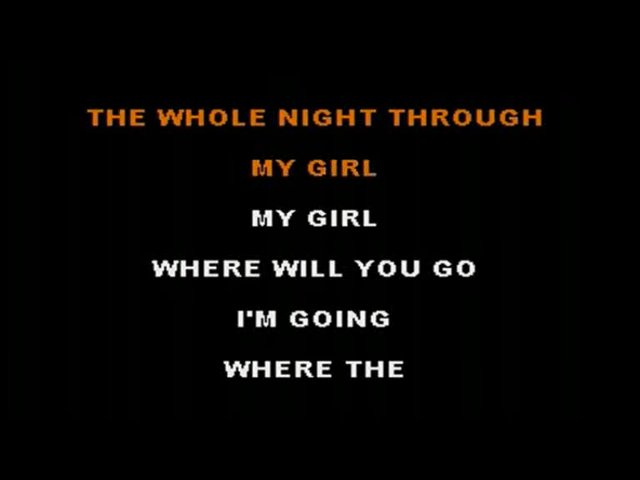 THE WHOLE NIGHT THROUGH
MY GIRL
MY GIRL
WHERE WILL YOU GO
I'M GOING
WHERE THE